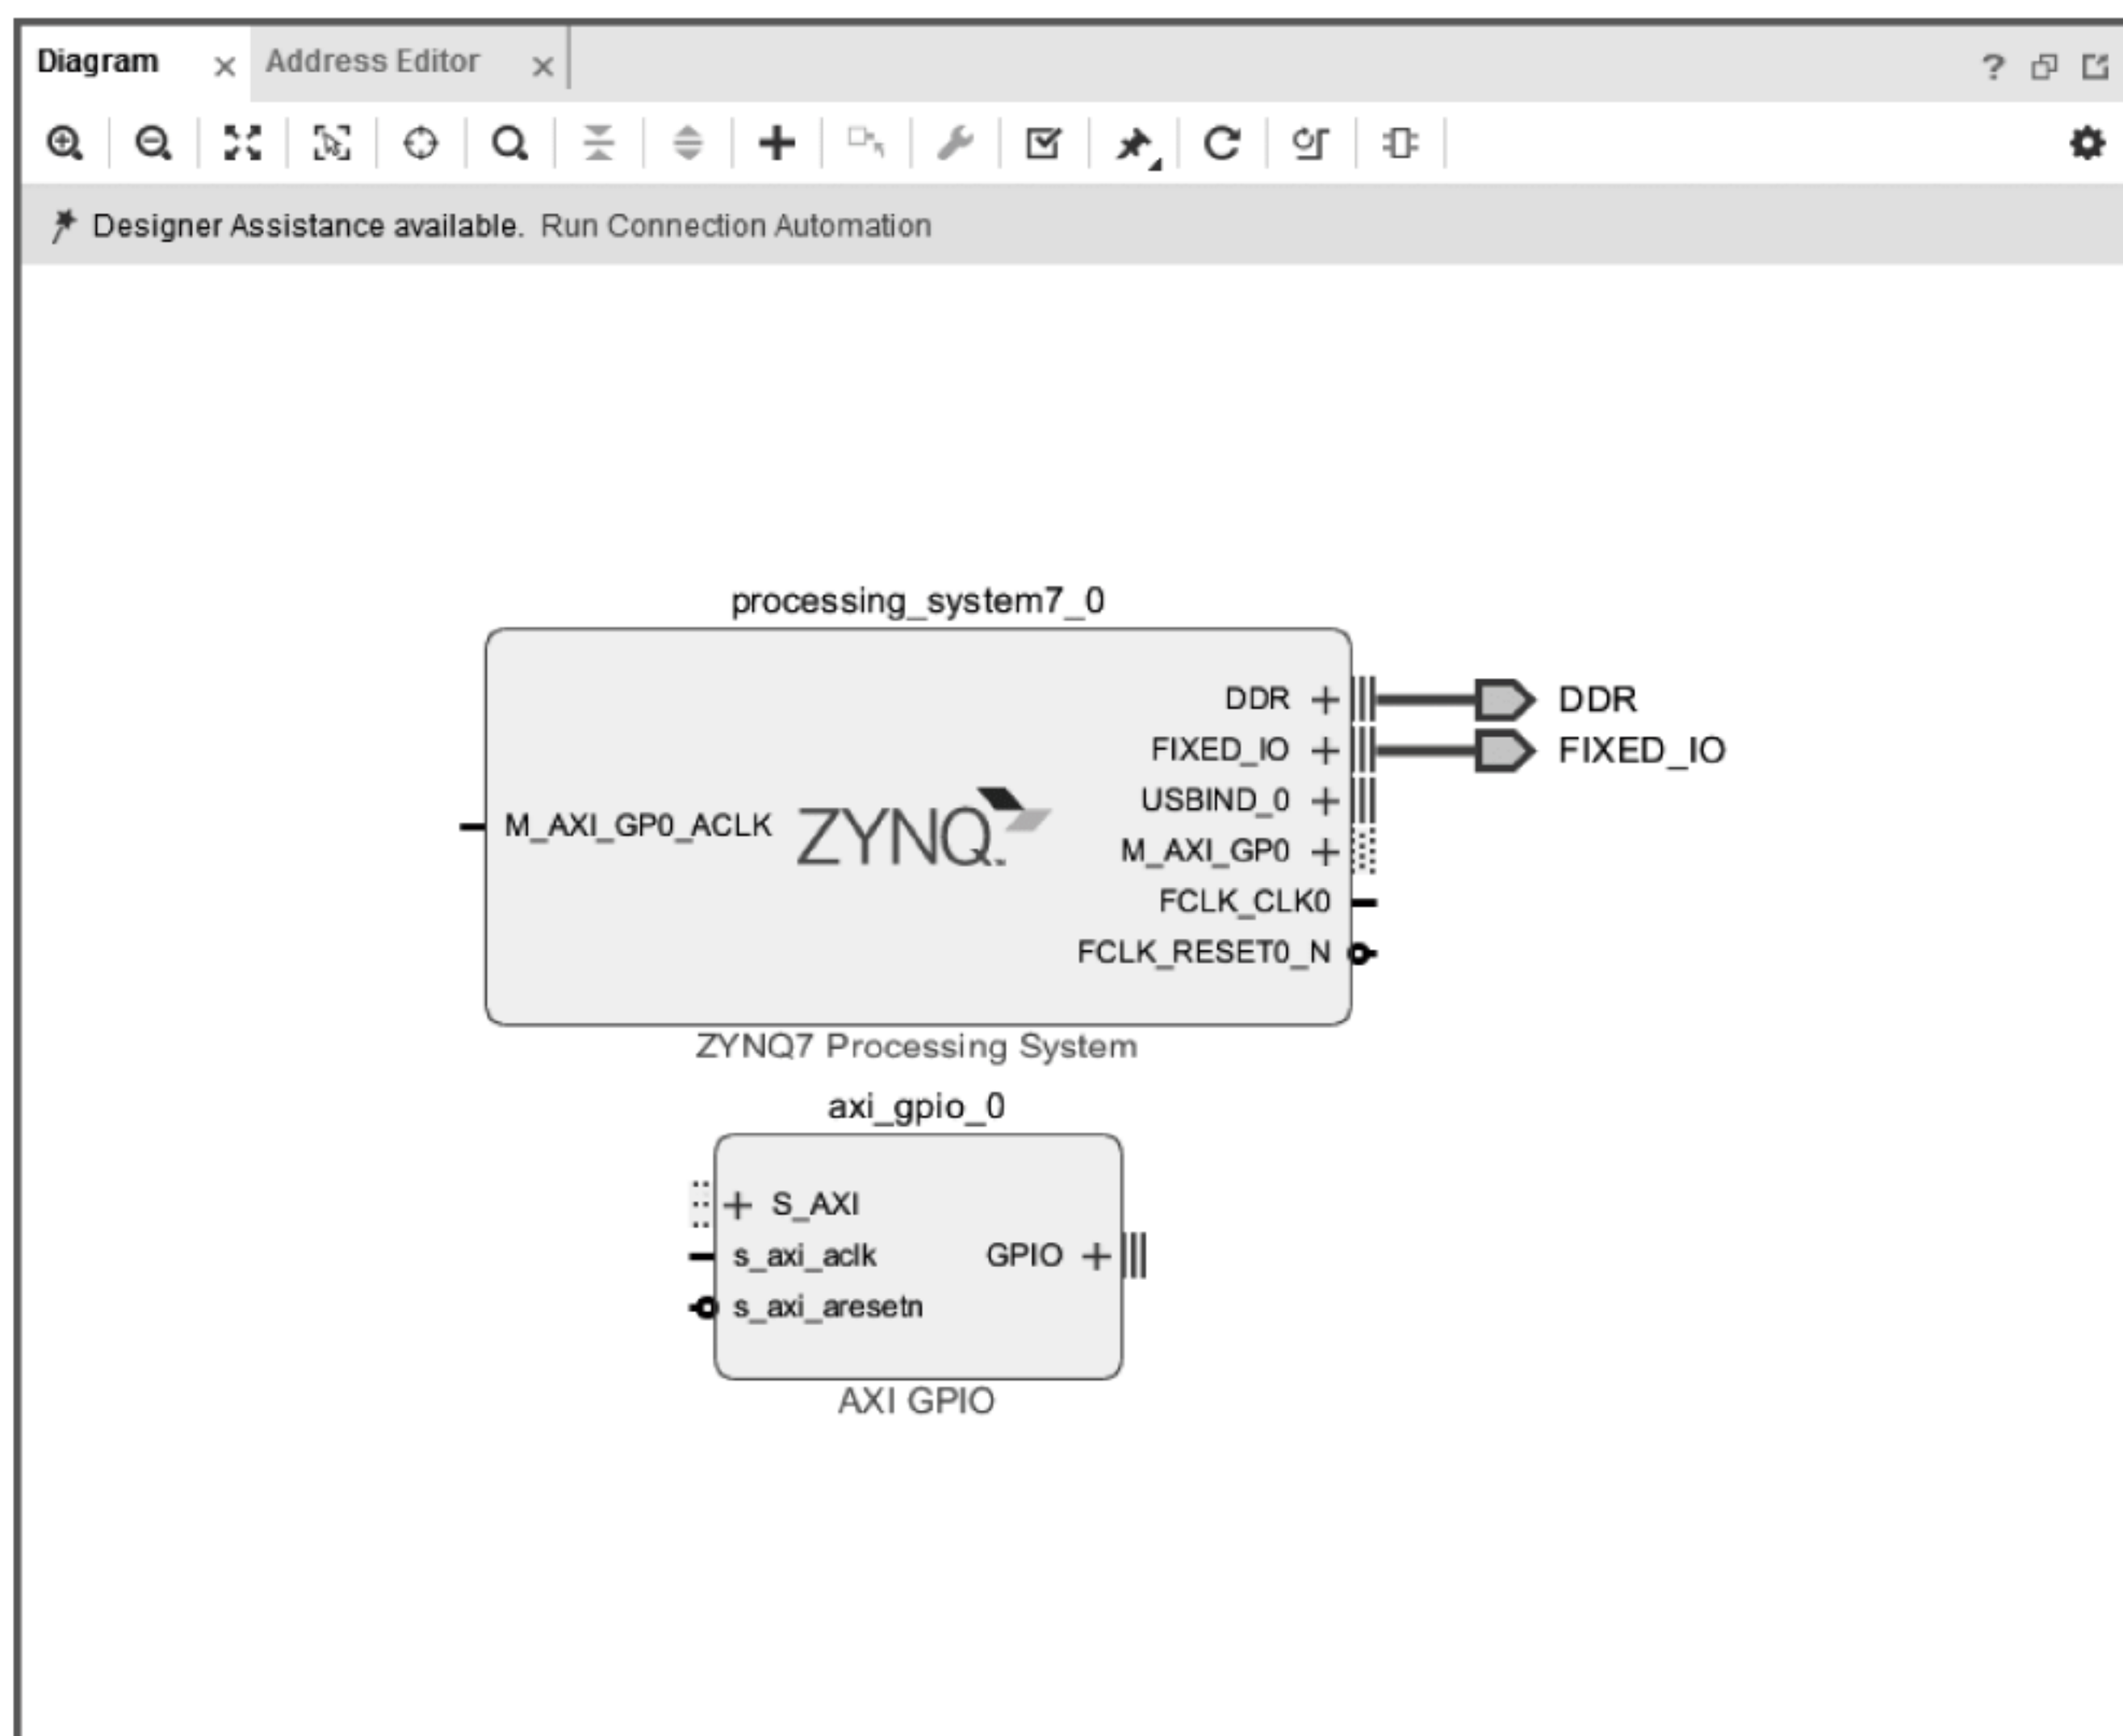 Diagram Address Editor ?
Designer Assistance available. Run Connection Automation
processing_system7_0
DDR DDR
FIXED_IO FIXED_IO
USBIND_0
M_AXI_GP0_ACLK ZYNQ M_AXI_GP0
FCLK_CLK0
FCLK_RESET0_N
ZYNQ7 Processing System
axi_gpio_0
S_AXI
s_axi_aclk GPIO
s_axi_aresetn
AXI GPIO